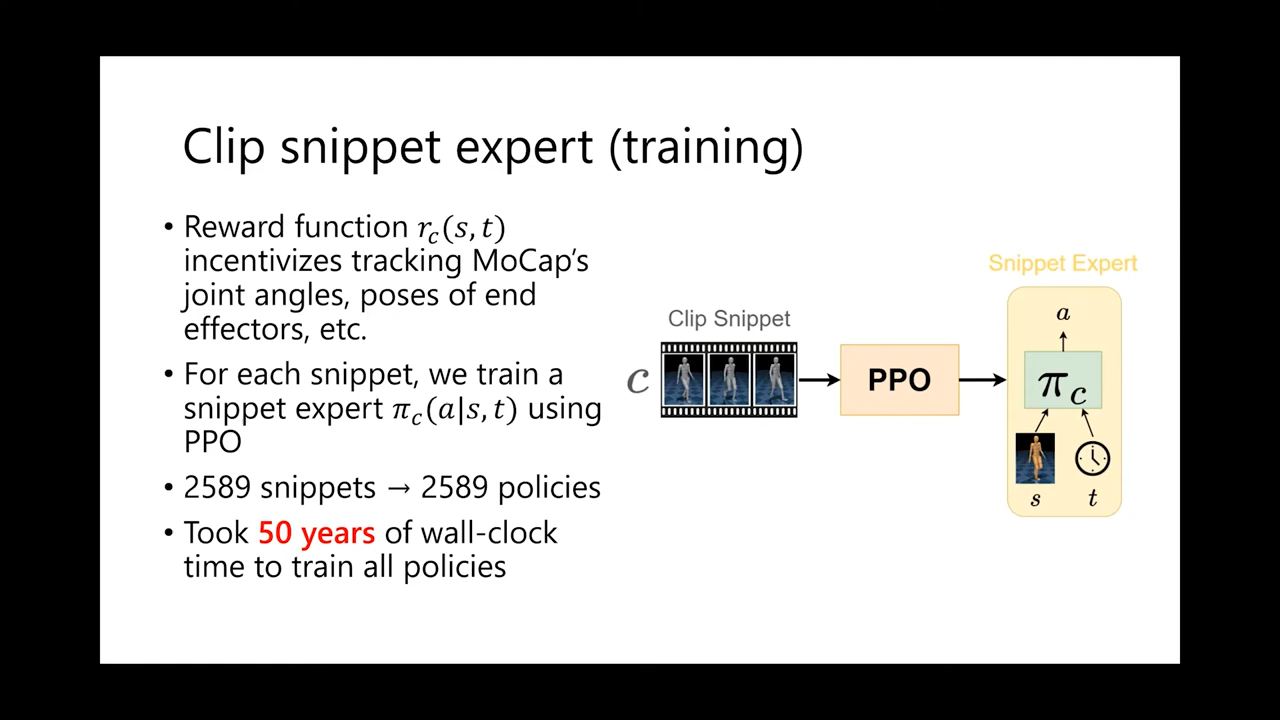 Clip snippet expert (training)
• Reward function r_c(s, t)
incentivizes tracking MoCap's
joint angles, poses of end
effectors, etc.
• For each snippet, we train a
snippet expert π_c(a|s, t) using
PPO
• 2589 snippets → 2589 policies
• Took 50 years of wall-clock
time to train all policies
Clip Snippet
c
PPO
Snippet Expert
a
π_c
s
t